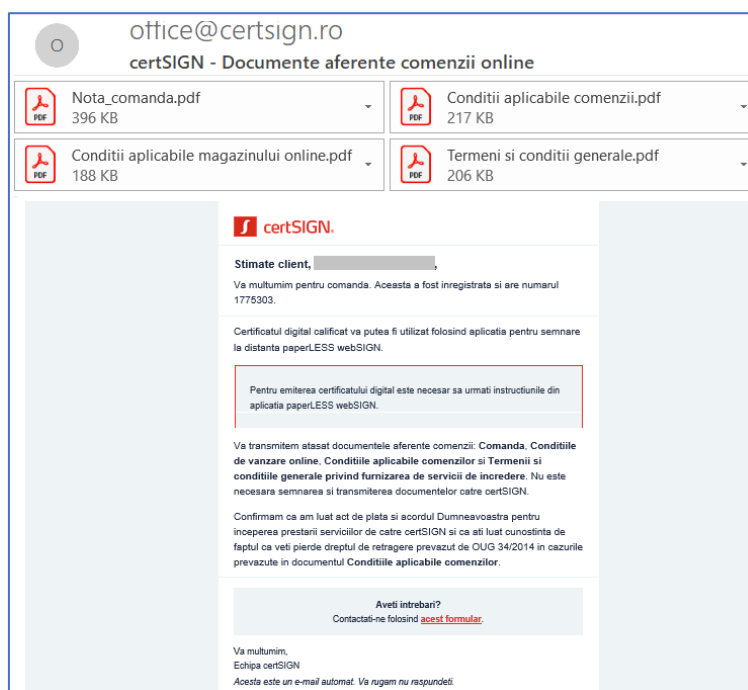 O
office@certsign.ro
certSIGN - Documente aferente comenzii online
PDF
Nota_comanda.pdf
396 KB
PDF
Conditii aplicabile comenzii.pdf
217 KB
PDF
Conditii aplicabile magazinului online.pdf
188 KB
PDF
Termeni si conditii generale.pdf
206 KB
certSIGN.
Stimate client, ,
Va multumim pentru comanda. Aceasta a fost inregistrata si are numarul
1775303.
Certificatul digital calificat va putea fi utilizat folosind aplicatia pentru semnare
la distanta paperLESS webSIGN.
Pentru emiterea certificatului digital este necesar sa urmati instructiunile din
aplicatia paperLESS webSIGN.
Va transmitem atasat documentele aferente comenzii: Comanda, Conditiile
de vanzare online, Conditiile aplicabile comenzilor si Termenii si
conditiile generale privind furnizarea de servicii de incredere. Nu este
necesara semnarea si transmiterea documentelor catre certSIGN.
Confirmam ca am luat act de plata si acordul Dumneavoastra pentru
inceperea prestarii serviciilor de catre certSIGN si ca ati luat cunostinta de
faptul ca veti pierde dreptul de retragere prevazut de OUG 34/2014 in cazurile
prevazute in documentul Conditiile aplicabile comenzilor.
Aveti intrebari?
Contactati-ne folosind acest formular.
Va multumim,
Echipa certSIGN
Acesta este un e-mail automat. Va rugam nu raspundeti.